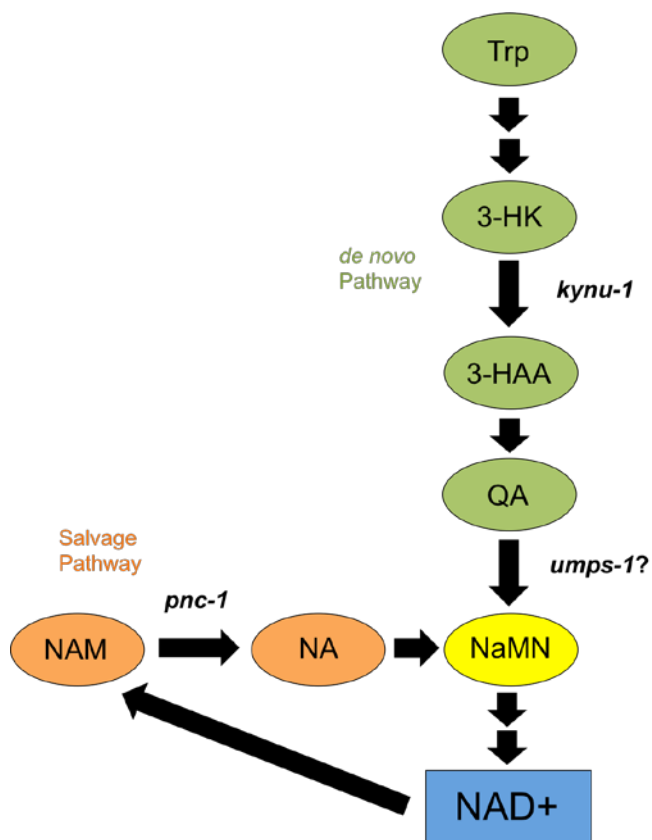 Trp
3-HK
de novo
Pathway
kynu-1
3-HAA
QA
Salvage
Pathway
umps-1?
pnc-1
NAM
NA
NaMN
NAD+